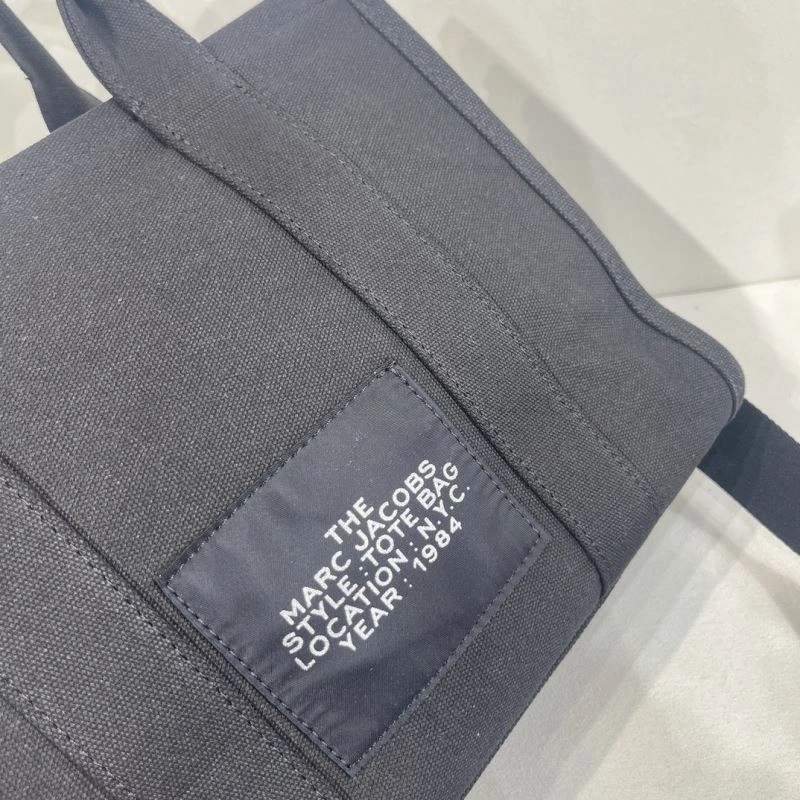 THE
MARC JACOBS
STYLE : TOTE BAG
LOCATION : N.Y.C.
YEAR : 1984